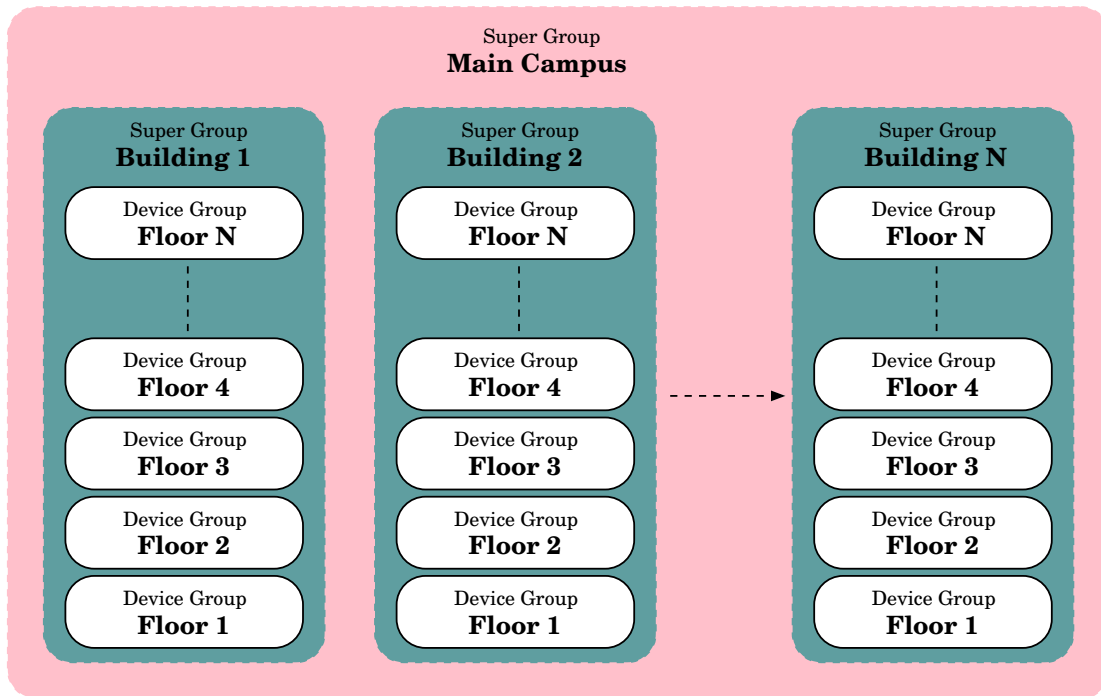 Super Group
Main Campus
Super Group
Building 1
Device Group
Floor N
Device Group
Floor 4
Device Group
Floor 3
Device Group
Floor 2
Device Group
Floor 1
Super Group
Building 2
Device Group
Floor N
Device Group
Floor 4
Device Group
Floor 3
Device Group
Floor 2
Device Group
Floor 1
Super Group
Building N
Device Group
Floor N
Device Group
Floor 4
Device Group
Floor 3
Device Group
Floor 2
Device Group
Floor 1